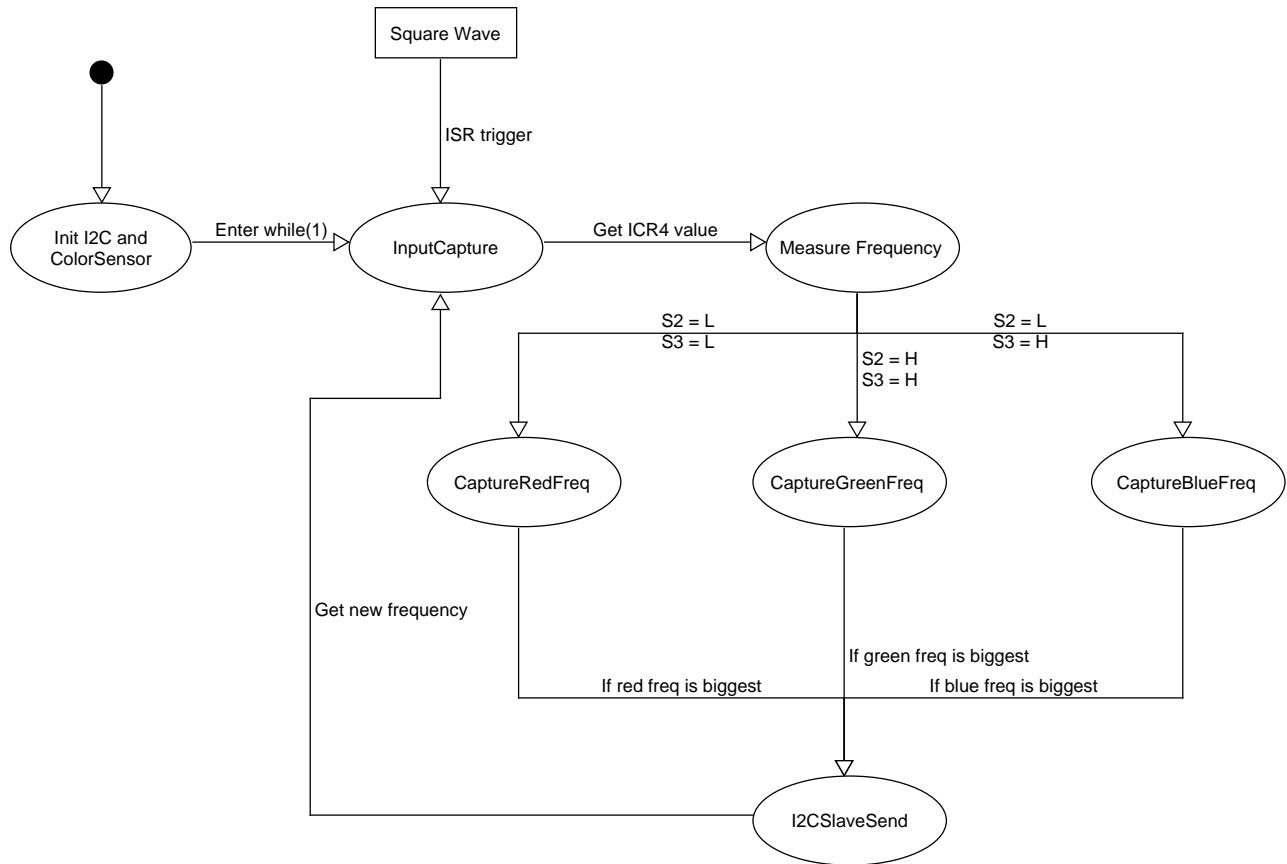 Square Wave
ISR trigger
Init I2C and
ColorSensor
Enter while(1)
InputCapture
Get ICR4 value
Measure Frequency
S2 = L
S3 = L
S2 = H
S3 = H
S2 = L
S3 = H
CaptureRedFreq
CaptureGreenFreq
CaptureBlueFreq
Get new frequency
If green freq is biggest
If red freq is biggest
If blue freq is biggest
I2CSlaveSend